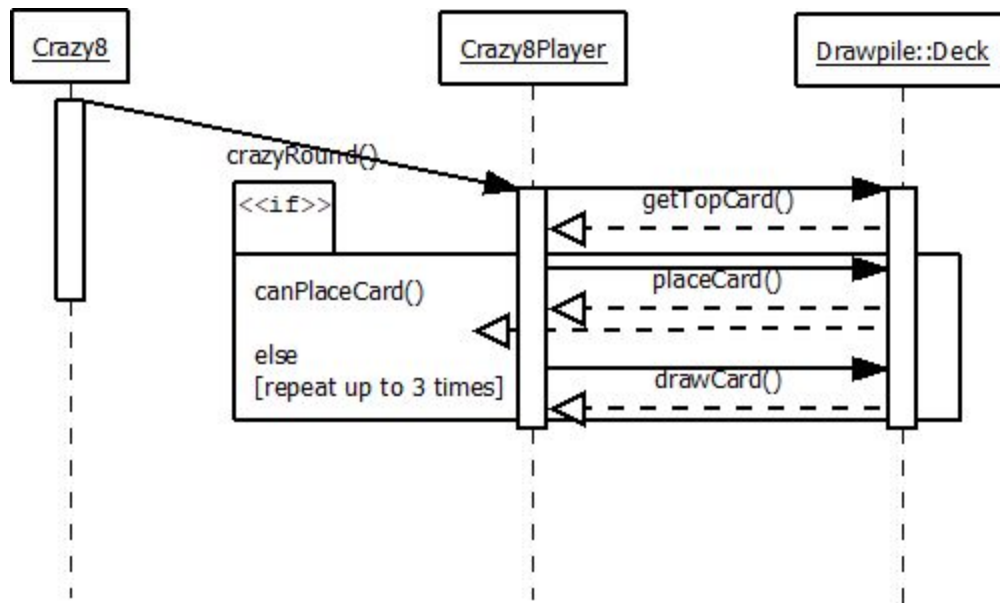 Crazy8
Crazy8Player
Drawpile::Deck
crazyRound()
<<if>>
getTopCard()
canPlaceCard()
placeCard()
else
[repeat up to 3 times]
drawCard()